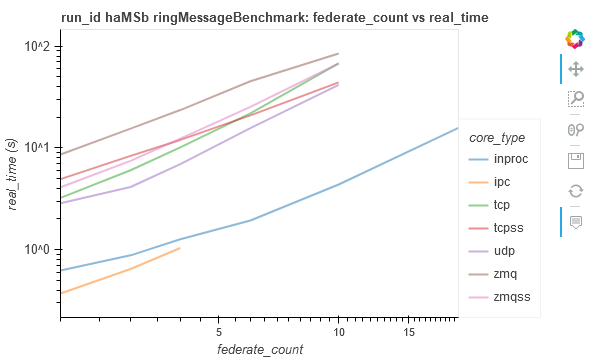 run_id haMSb ringMessageBenchmark: federate_count vs real_time
10^2
10^1
10^0
real_time (s)
5
10
15
federate_count
core_type
inproc
ipc
tcp
tcpss
udp
zmq
zmqss